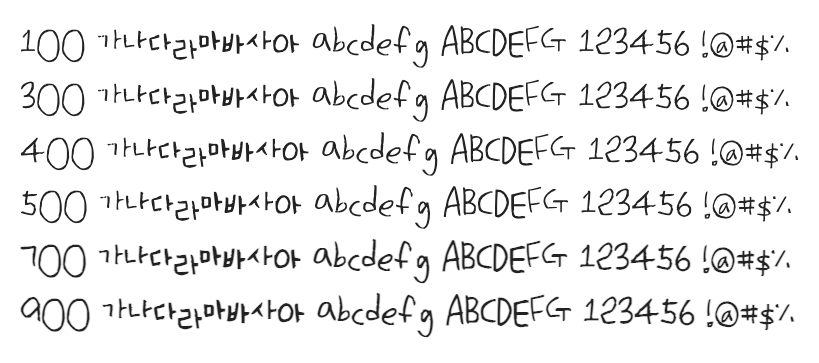 100 가나다라마바사아 abcdefg ABCDEFG 123456 !@#$%
300 가나다라마바사아 abcdefg ABCDEFG 123456 !@#$%
400 가나다라마바사아 abcdefg ABCDEFG 123456 !@#$%
500 가나다라마바사아 abcdefg ABCDEFG 123456 !@#$%
700 가나다라마바사아 abcdefg ABCDEFG 123456 !@#$%
900 가나다라마바사아 abcdefg ABCDEFG 123456 !@#$%